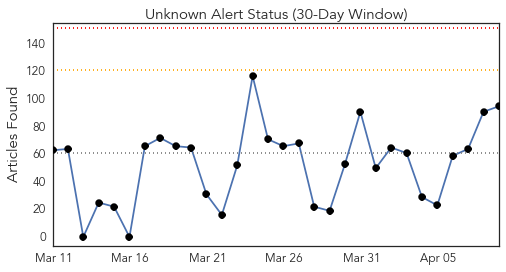 Unknown Alert Status (30-Day Window)
Articles Found
140
120
100
80
60
40
20
0
Mar 11 Mar 16 Mar 21 Mar 26 Mar 31 Apr 05